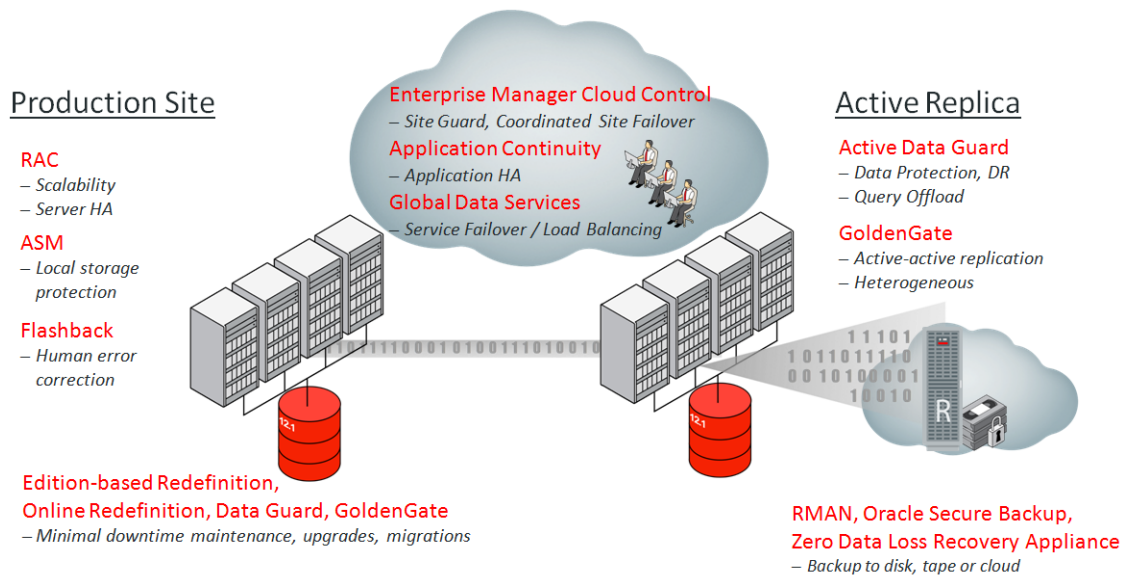 Production Site
RAC
– Scalability
– Server HA
ASM
– Local storage
protection
Flashback
– Human error
correction
Enterprise Manager Cloud Control
– Site Guard, Coordinated Site Failover
Application Continuity
– Application HA
Global Data Services
– Service Failover / Load Balancing
Active Replica
Active Data Guard
– Data Protection, DR
– Query Offload
GoldenGate
– Active-active replication
– Heterogeneous
11101
1011011110
0010100001
10010
R
12.1
12.1
Edition-based Redefinition,
Online Redefinition, Data Guard, GoldenGate
– Minimal downtime maintenance, upgrades, migrations
RMAN, Oracle Secure Backup,
Zero Data Loss Recovery Appliance
– Backup to disk, tape or cloud